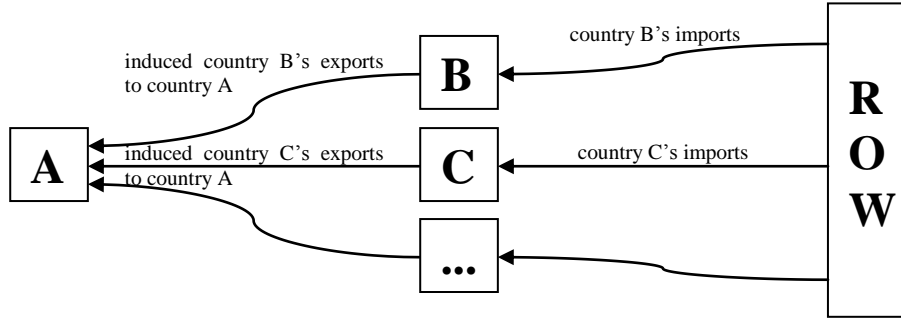 induced country B's exports
to country A
country B's imports
B
R
O
W
A
induced country C's exports
to country A
C
country C's imports
...